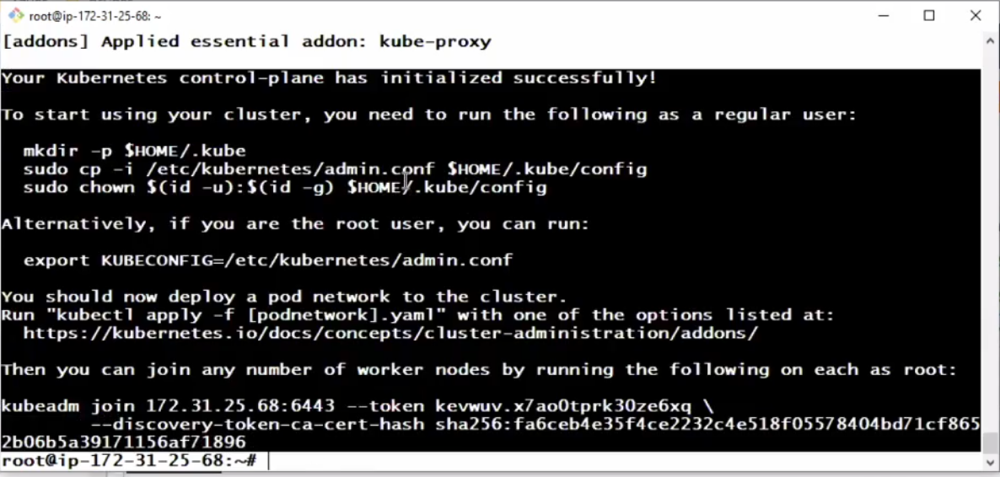 root@ip-172-31-25-68: ~
[addons] Applied essential addon: kube-proxy
Your Kubernetes control-plane has initialized successfully!
To start using your cluster, you need to run the following as a regular user:
mkdir -p $HOME/.kube
sudo cp -i /etc/kubernetes/admin.conf $HOME/.kube/config
sudo chown $(id -u):$(id -g) $HOME/.kube/config
Alternatively, if you are the root user, you can run:
export KUBECONFIG=/etc/kubernetes/admin.conf
You should now deploy a pod network to the cluster.
Run "kubectl apply -f [podnetwork].yaml" with one of the options listed at:
https://kubernetes.io/docs/concepts/cluster-administration/addons/
Then you can join any number of worker nodes by running the following on each as root:
kubeadm join 172.31.25.68:6443 --token kevwuv.x7ao0tprk30ze6xq \
--discovery-token-ca-cert-hash sha256:fa6ceb4e35f4ce2232c4e518f05578404bd71cf865
2b06b5a39171156af71896
root@ip-172-31-25-68:~#